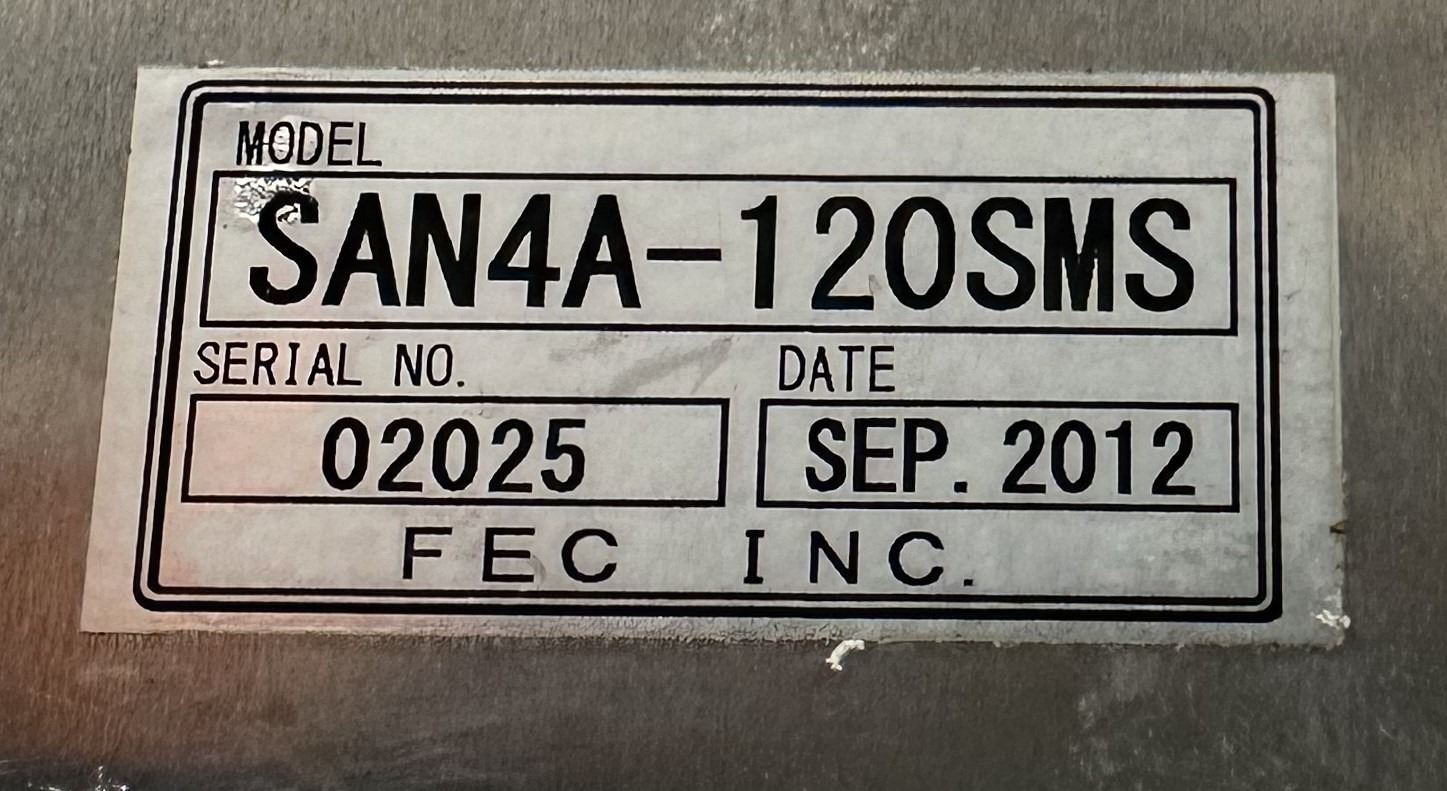 MODEL
SAN4A-120SMS
SERIAL NO. DATE
02025 SEP. 2012
FEC INC.